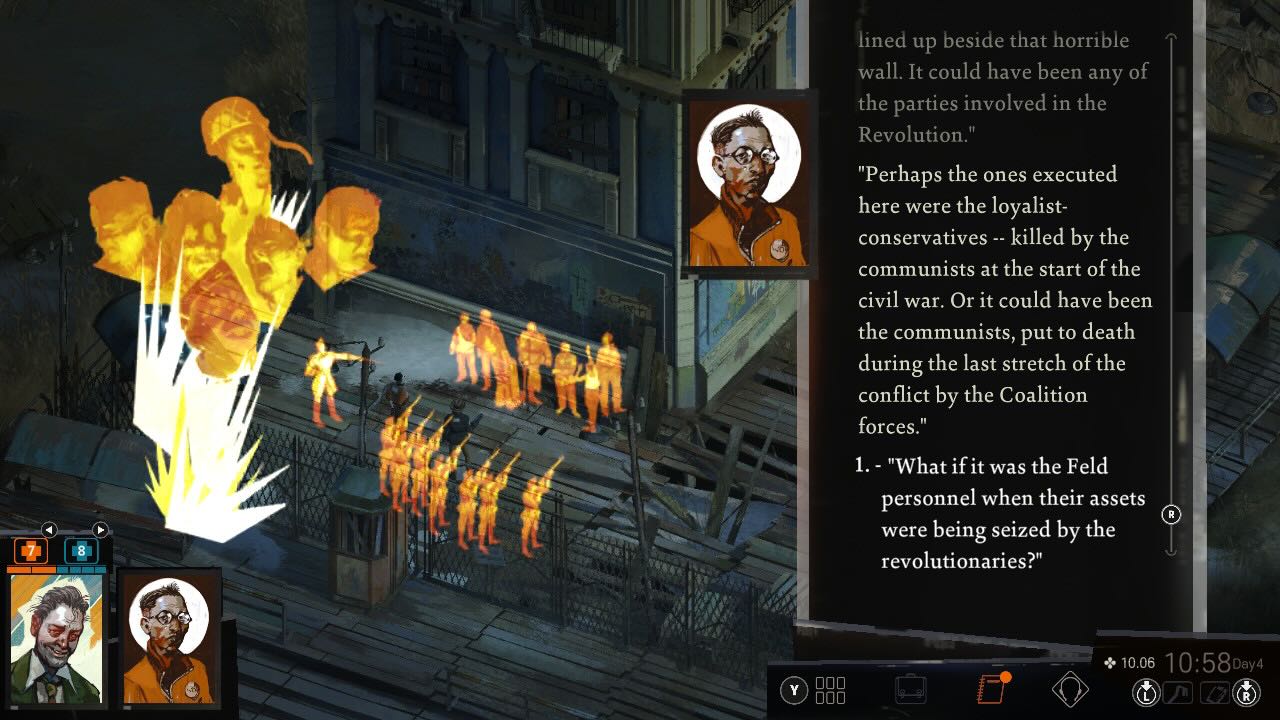 lined up beside that horrible
wall. It could have been any of
the parties involved in the
Revolution."
"Perhaps the ones executed
here were the loyalist-
conservatives -- killed by the
communists at the start of the
civil war. Or it could have been
the communists, put to death
during the last stretch of the
conflict by the Coalition
forces."
1. - "What if it was the Feld
personnel when their assets
were being seized by the
revolutionaries?"
R
7 8
Y
10.06 10:58 Day4
L R